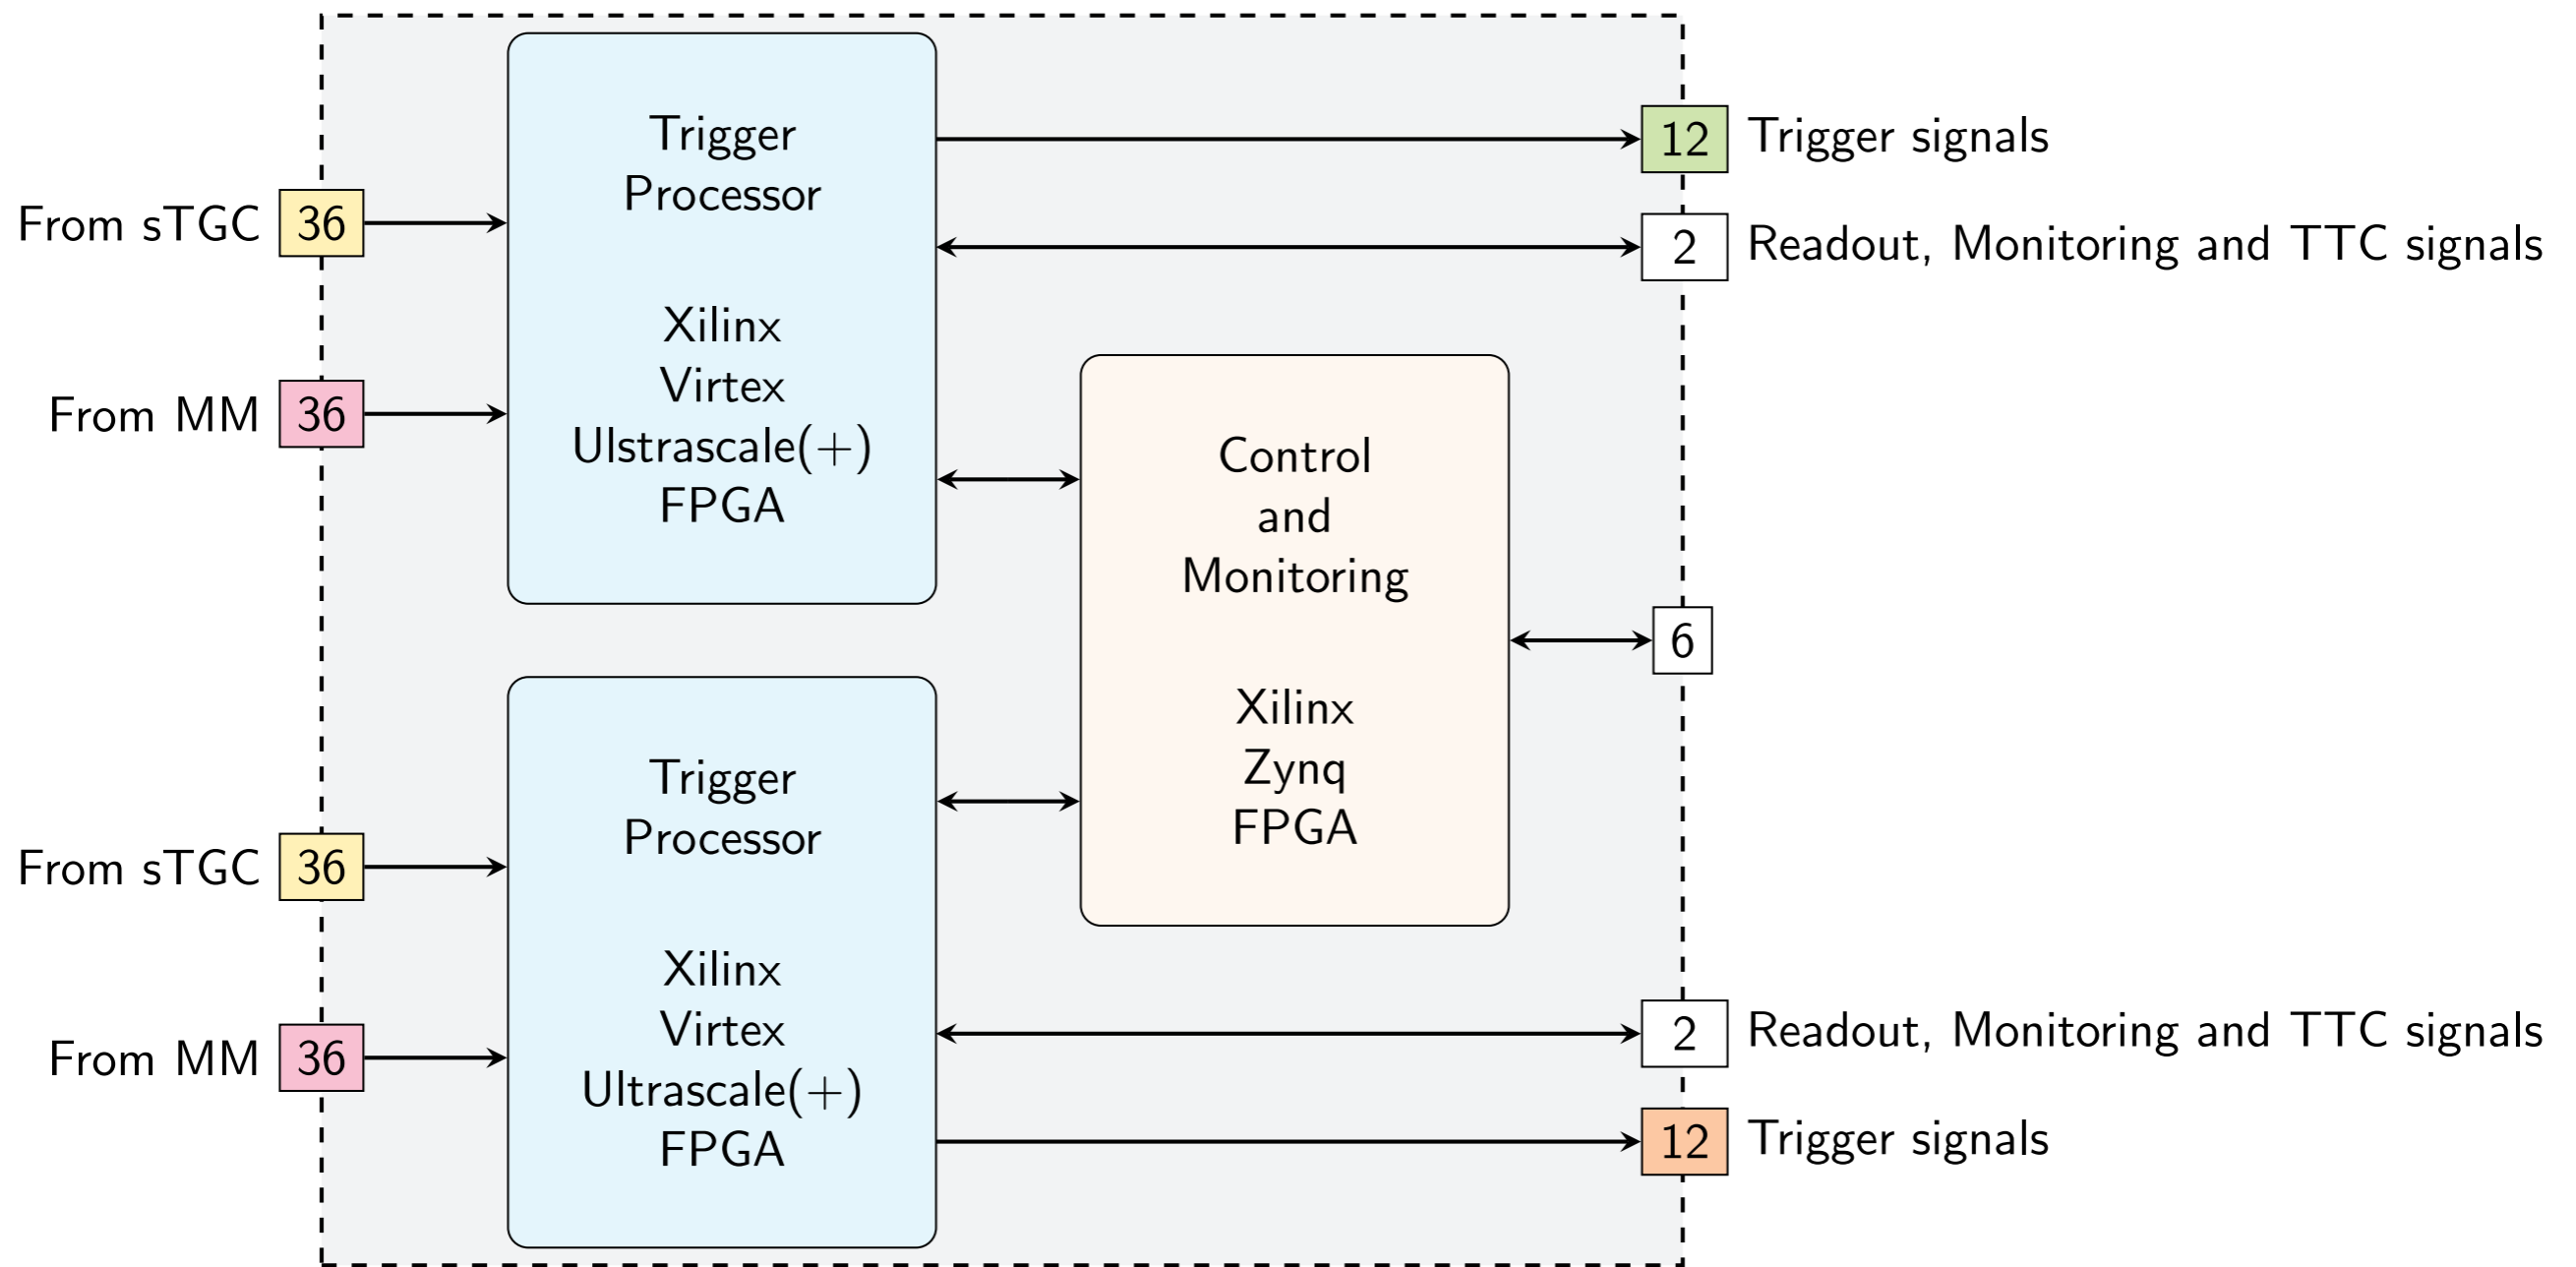 Trigger
Processor
Xilinx
Virtex
Ulstrascale(+)
FPGA
From sTGC 36
From MM 36
12 Trigger signals
2 Readout, Monitoring and TTC signals
Control
and
Monitoring
Xilinx
Zynq
FPGA
6
Trigger
Processor
Xilinx
Virtex
Ultrascale(+)
FPGA
From sTGC 36
From MM 36
2 Readout, Monitoring and TTC signals
12 Trigger signals